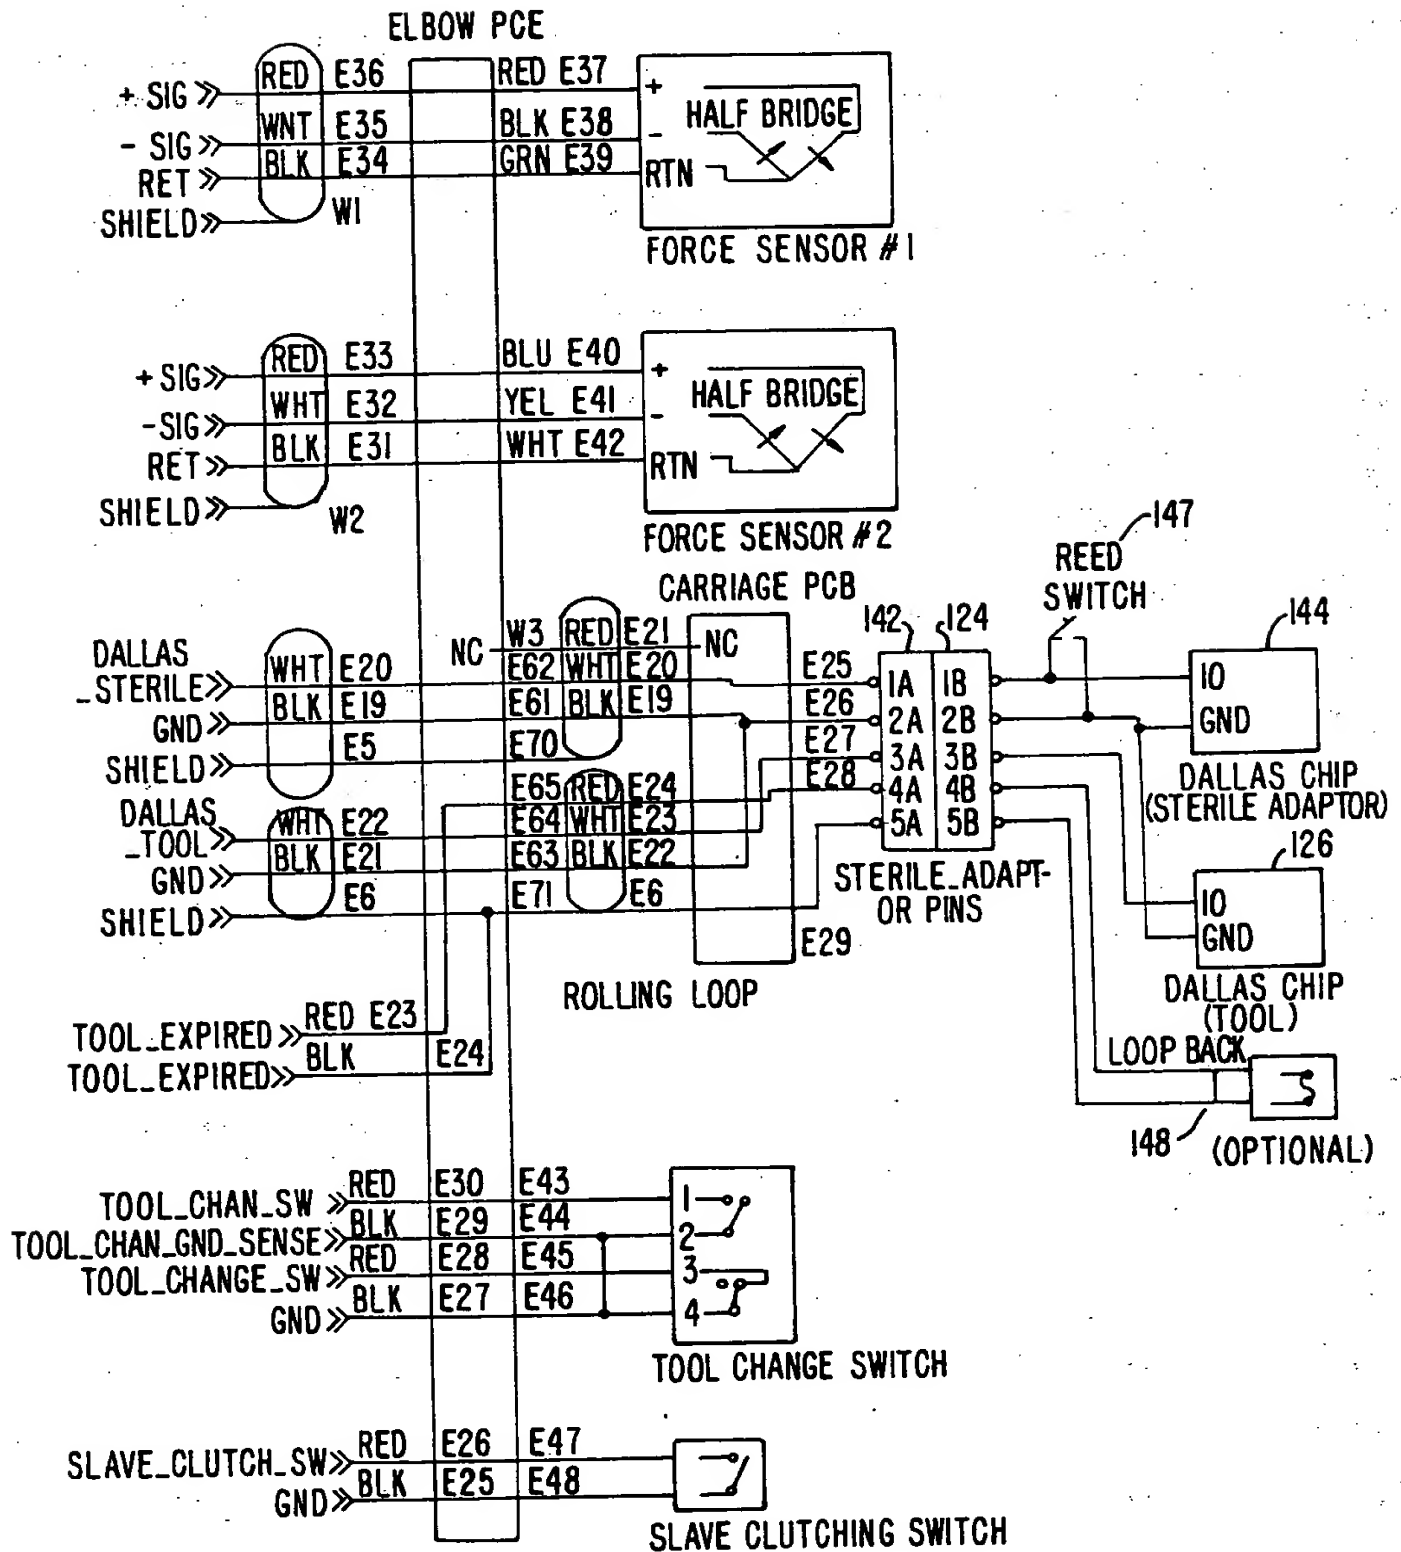 ELBOW PCE
+ SIG RED E36 RED E37 +
HALF BRIDGE
- SIG WNT E35 BLK E38 -
RET BLK E34 GRN E39 RTN
SHIELD W1
FORCE SENSOR #1
+ SIG RED E33 BLU E40 +
HALF BRIDGE
-SIG WHT E32 YEL E41 -
RET BLK E31 WHT E42 RTN
SHIELD W2
FORCE SENSOR #2
147
REED
SWITCH
CARRIAGE PCB
142 124 144
NC W3 RED E21 NC
DALLAS
_STERILE WHT E20 E62 WHT E20 E25 1A 1B IO
GND BLK E19 E61 BLK E19 E26 2A 2B GND
SHIELD E5 E70 E27 3A 3B
DALLAS CHIP
(STERILE ADAPTOR)
E65 RED E24 E28 4A 4B
DALLAS
_TOOL WHT E22 E64 WHT E23 5A 5B
GND BLK E21 E63 BLK E22
SHIELD E6 E71 E6
STERILE_ADAPT-
OR PINS
126
IO
GND
E29
DALLAS CHIP
(TOOL)
ROLLING LOOP
TOOL_EXPIRED RED E23
TOOL_EXPIRED BLK E24
LOOP BACK
148 (OPTIONAL)
TOOL_CHAN_SW RED E30 E43 1
TOOL_CHAN_GND_SENSE BLK E29 E44 2
TOOL_CHANGE_SW RED E28 E45 3
GND BLK E27 E46 4
TOOL CHANGE SWITCH
SLAVE_CLUTCH_SW RED E26 E47
GND BLK E25 E48
SLAVE CLUTCHING SWITCH